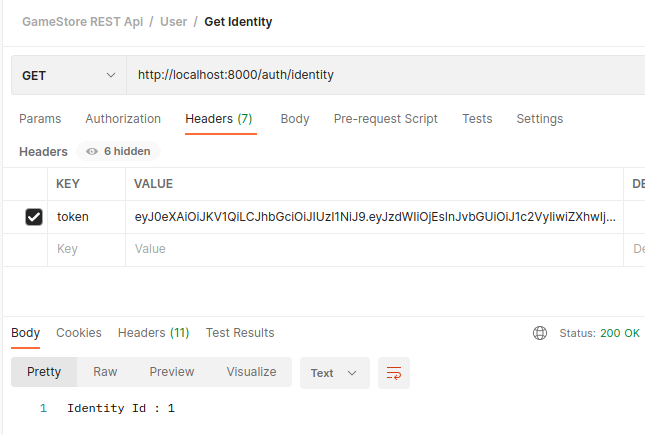 GameStore REST Api / User / Get Identity
GET http://localhost:8000/auth/identity
Params Authorization Headers (7) Body Pre-request Script Tests Settings
Headers 6 hidden
KEY VALUE DE
token eyJ0eXAiOiJKV1QiLCJhbGciOiJIUzI1NiJ9.eyJzdWIiOjEsInJvbGUiOiJ1c2VyIiwiZXhwIj...
Key Value De
Body Cookies Headers (11) Test Results Status: 200 OK
Pretty Raw Preview Visualize Text
1 Identity Id : 1